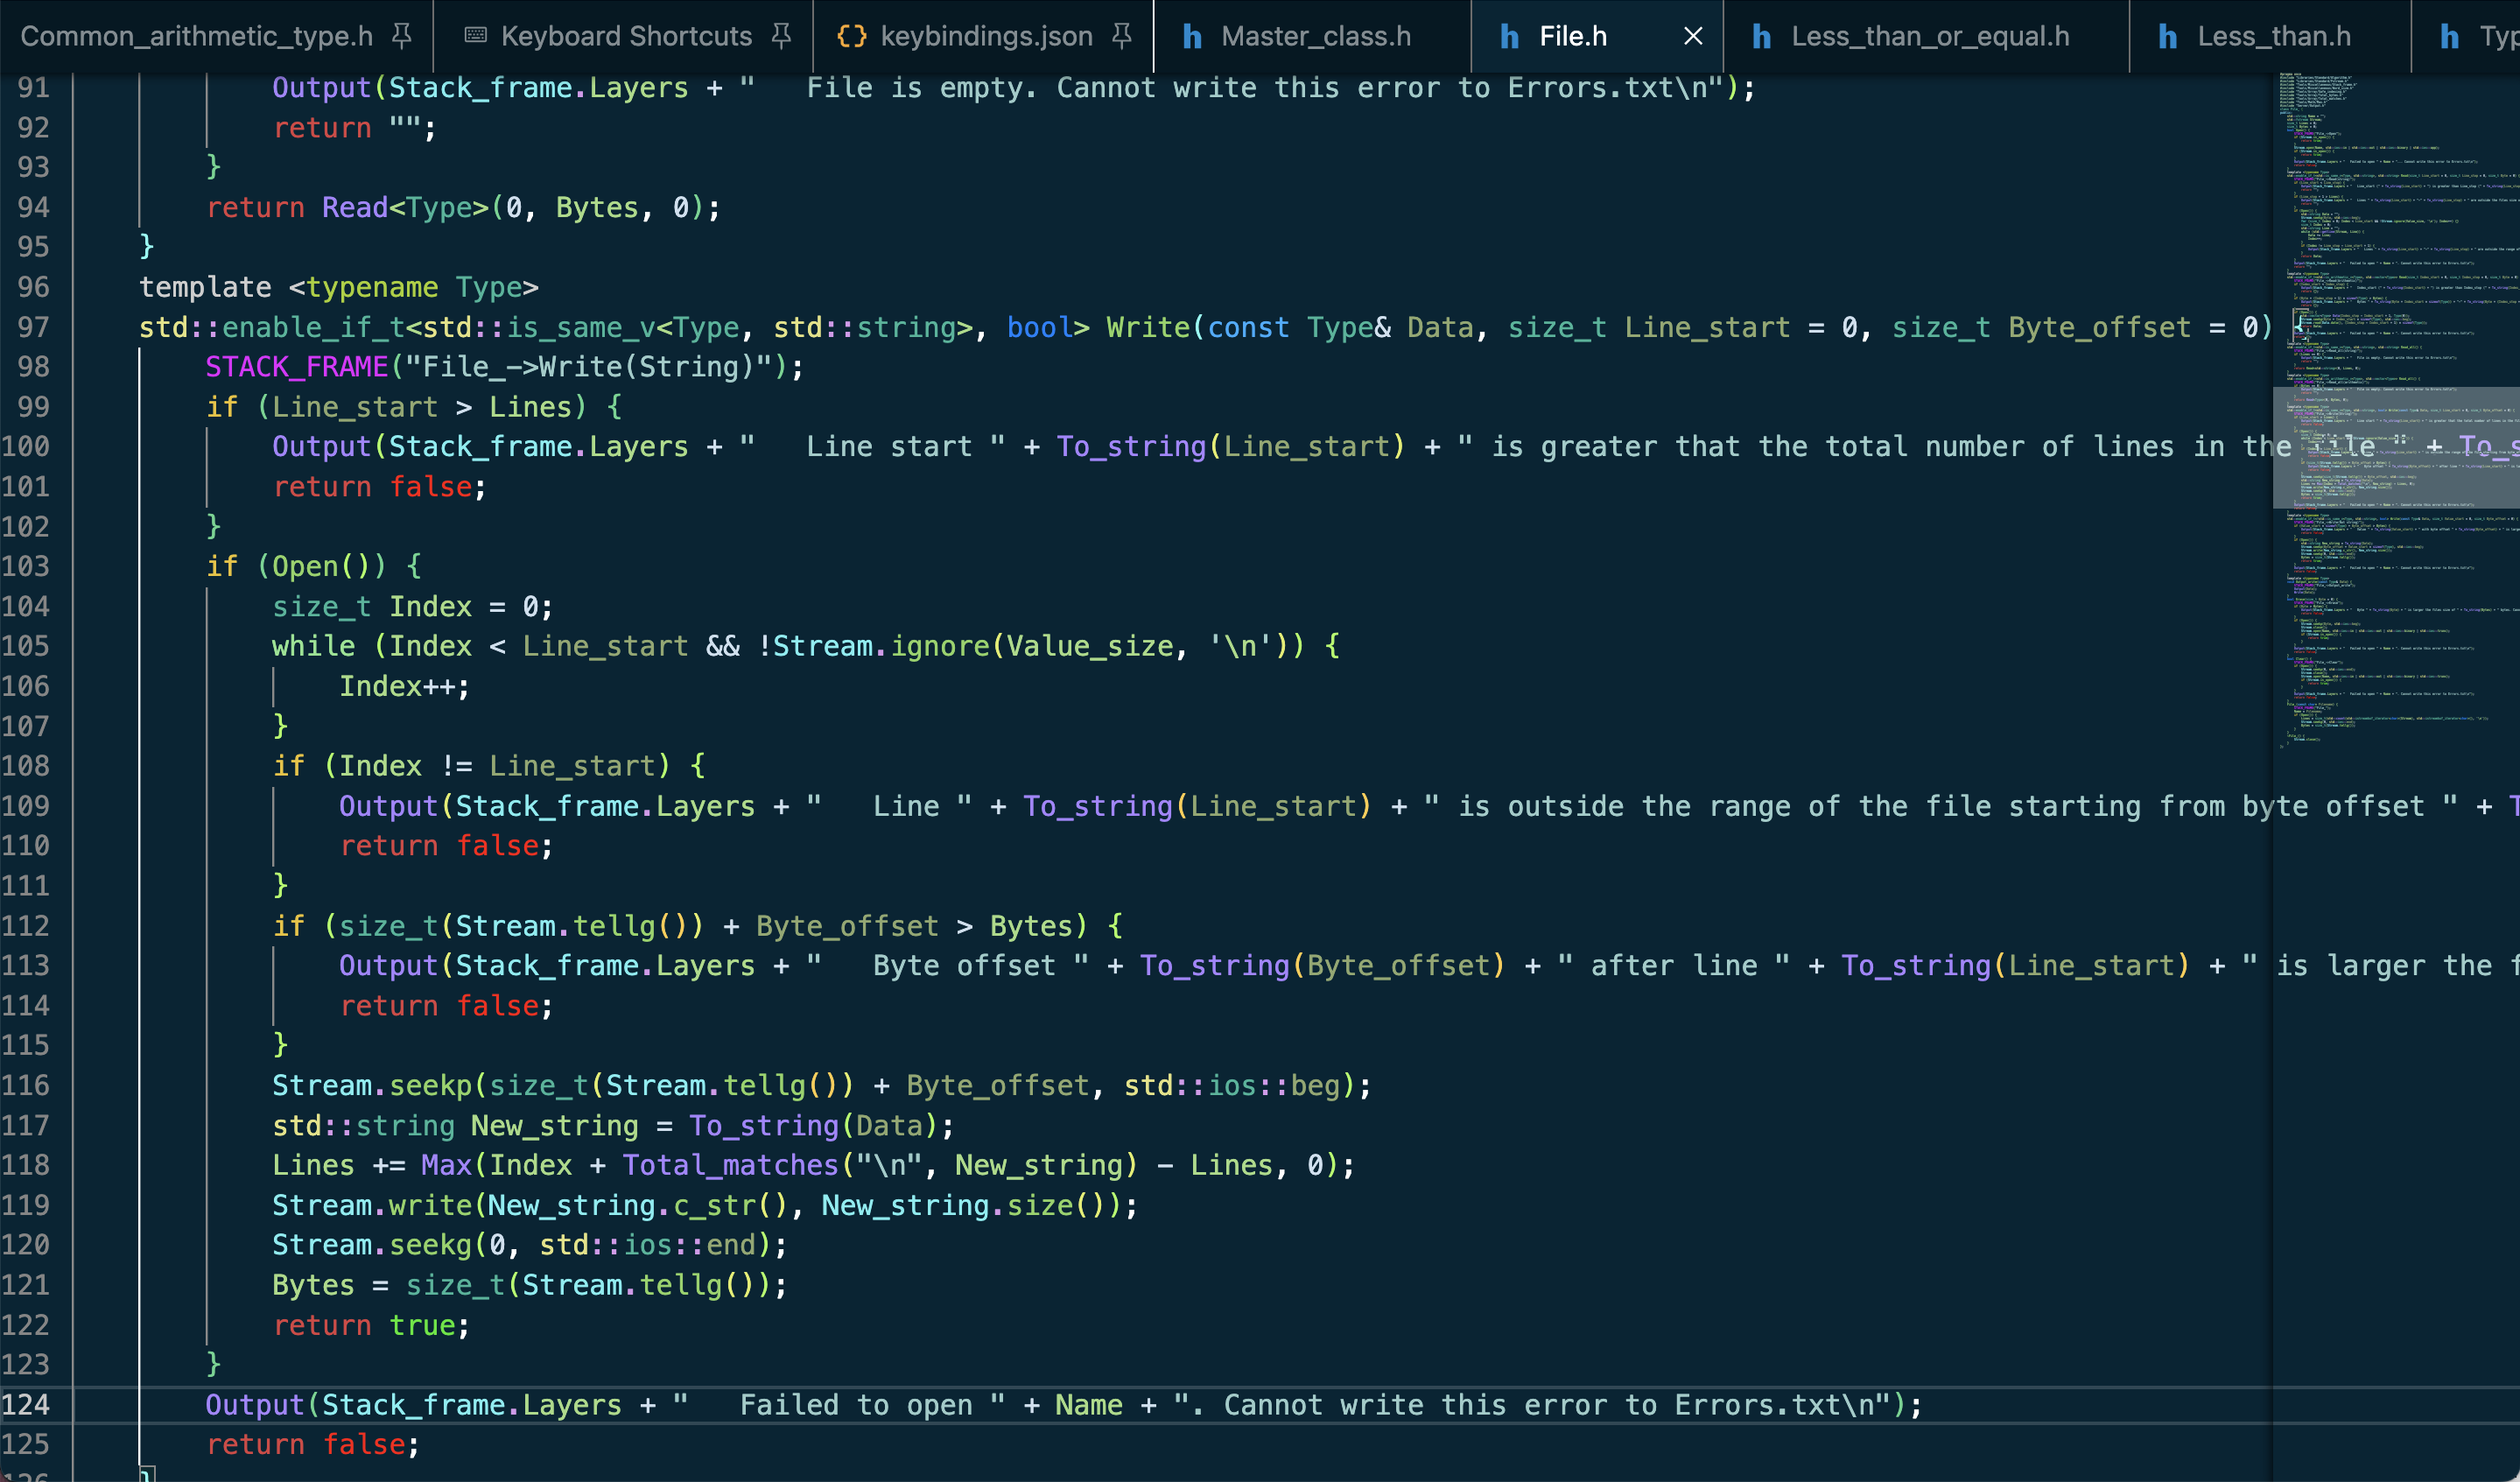 Common_arithmetic_type.h Keyboard Shortcuts {} keybindings.json h Master_class.h h File.h × h Less_than_or_equal.h h Less_than.h h Typ
91 Output(Stack_frame.Layers + "   File is empty. Cannot write this error to Errors.txt\n");
92 return "";
93 }
94 return Read<Type>(0, Bytes, 0);
95 }
96 template <typename Type>
97 std::enable_if_t<std::is_same_v<Type, std::string>, bool> Write(const Type& Data, size_t Line_start = 0, size_t Byte_offset = 0) {
98 STACK_FRAME("File_->Write(String)");
99 if (Line_start > Lines) {
100 Output(Stack_frame.Layers + "   Line start " + To_string(Line_start) + " is greater that the total number of lines in the file " + To_s
101 return false;
102 }
103 if (Open()) {
104 size_t Index = 0;
105 while (Index < Line_start && !Stream.ignore(Value_size, '\n')) {
106 Index++;
107 }
108 if (Index != Line_start) {
109 Output(Stack_frame.Layers + "   Line " + To_string(Line_start) + " is outside the range of the file starting from byte offset " + T
110 return false;
111 }
112 if (size_t(Stream.tellg()) + Byte_offset > Bytes) {
113 Output(Stack_frame.Layers + "   Byte offset " + To_string(Byte_offset) + " after line " + To_string(Line_start) + " is larger the f
114 return false;
115 }
116 Stream.seekp(size_t(Stream.tellg()) + Byte_offset, std::ios::beg);
117 std::string New_string = To_string(Data);
118 Lines += Max(Index + Total_matches("\n", New_string) - Lines, 0);
119 Stream.write(New_string.c_str(), New_string.size());
120 Stream.seekg(0, std::ios::end);
121 Bytes = size_t(Stream.tellg());
122 return true;
123 }
124 Output(Stack_frame.Layers + "   Failed to open " + Name + ". Cannot write this error to Errors.txt\n");
125 return false;
126 }